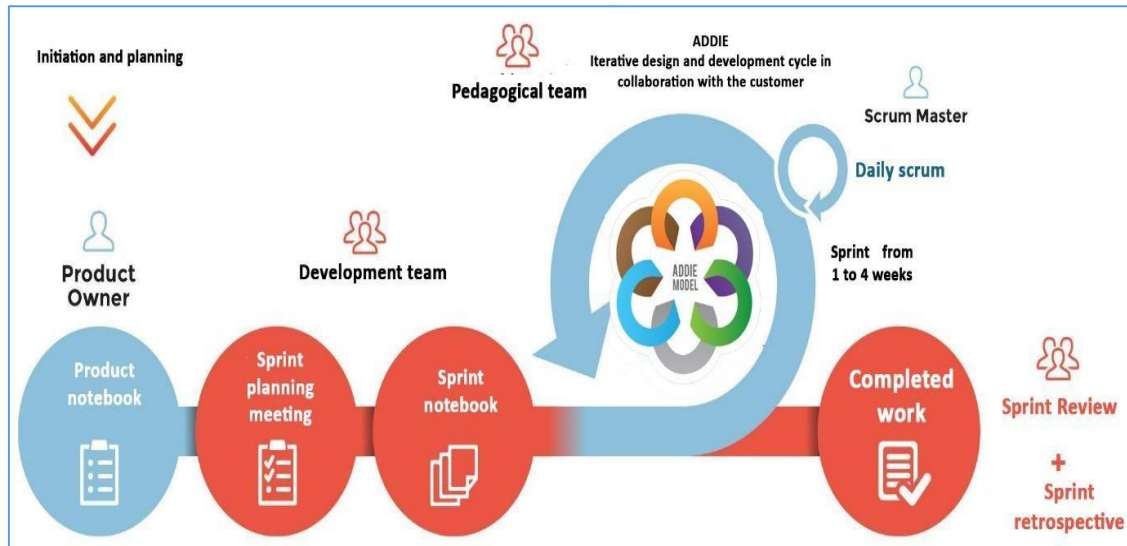 Initiation and planning
Pedagogical team
ADDIE
Iterative design and development cycle in
collaboration with the customer
Scrum Master
Daily scrum
Sprint from
1 to 4 weeks
Product
Owner
Development team
ADDIE
MODEL
Product
notebook
Sprint
planning
meeting
Sprint
notebook
Completed
work
Sprint Review
+
Sprint
retrospective